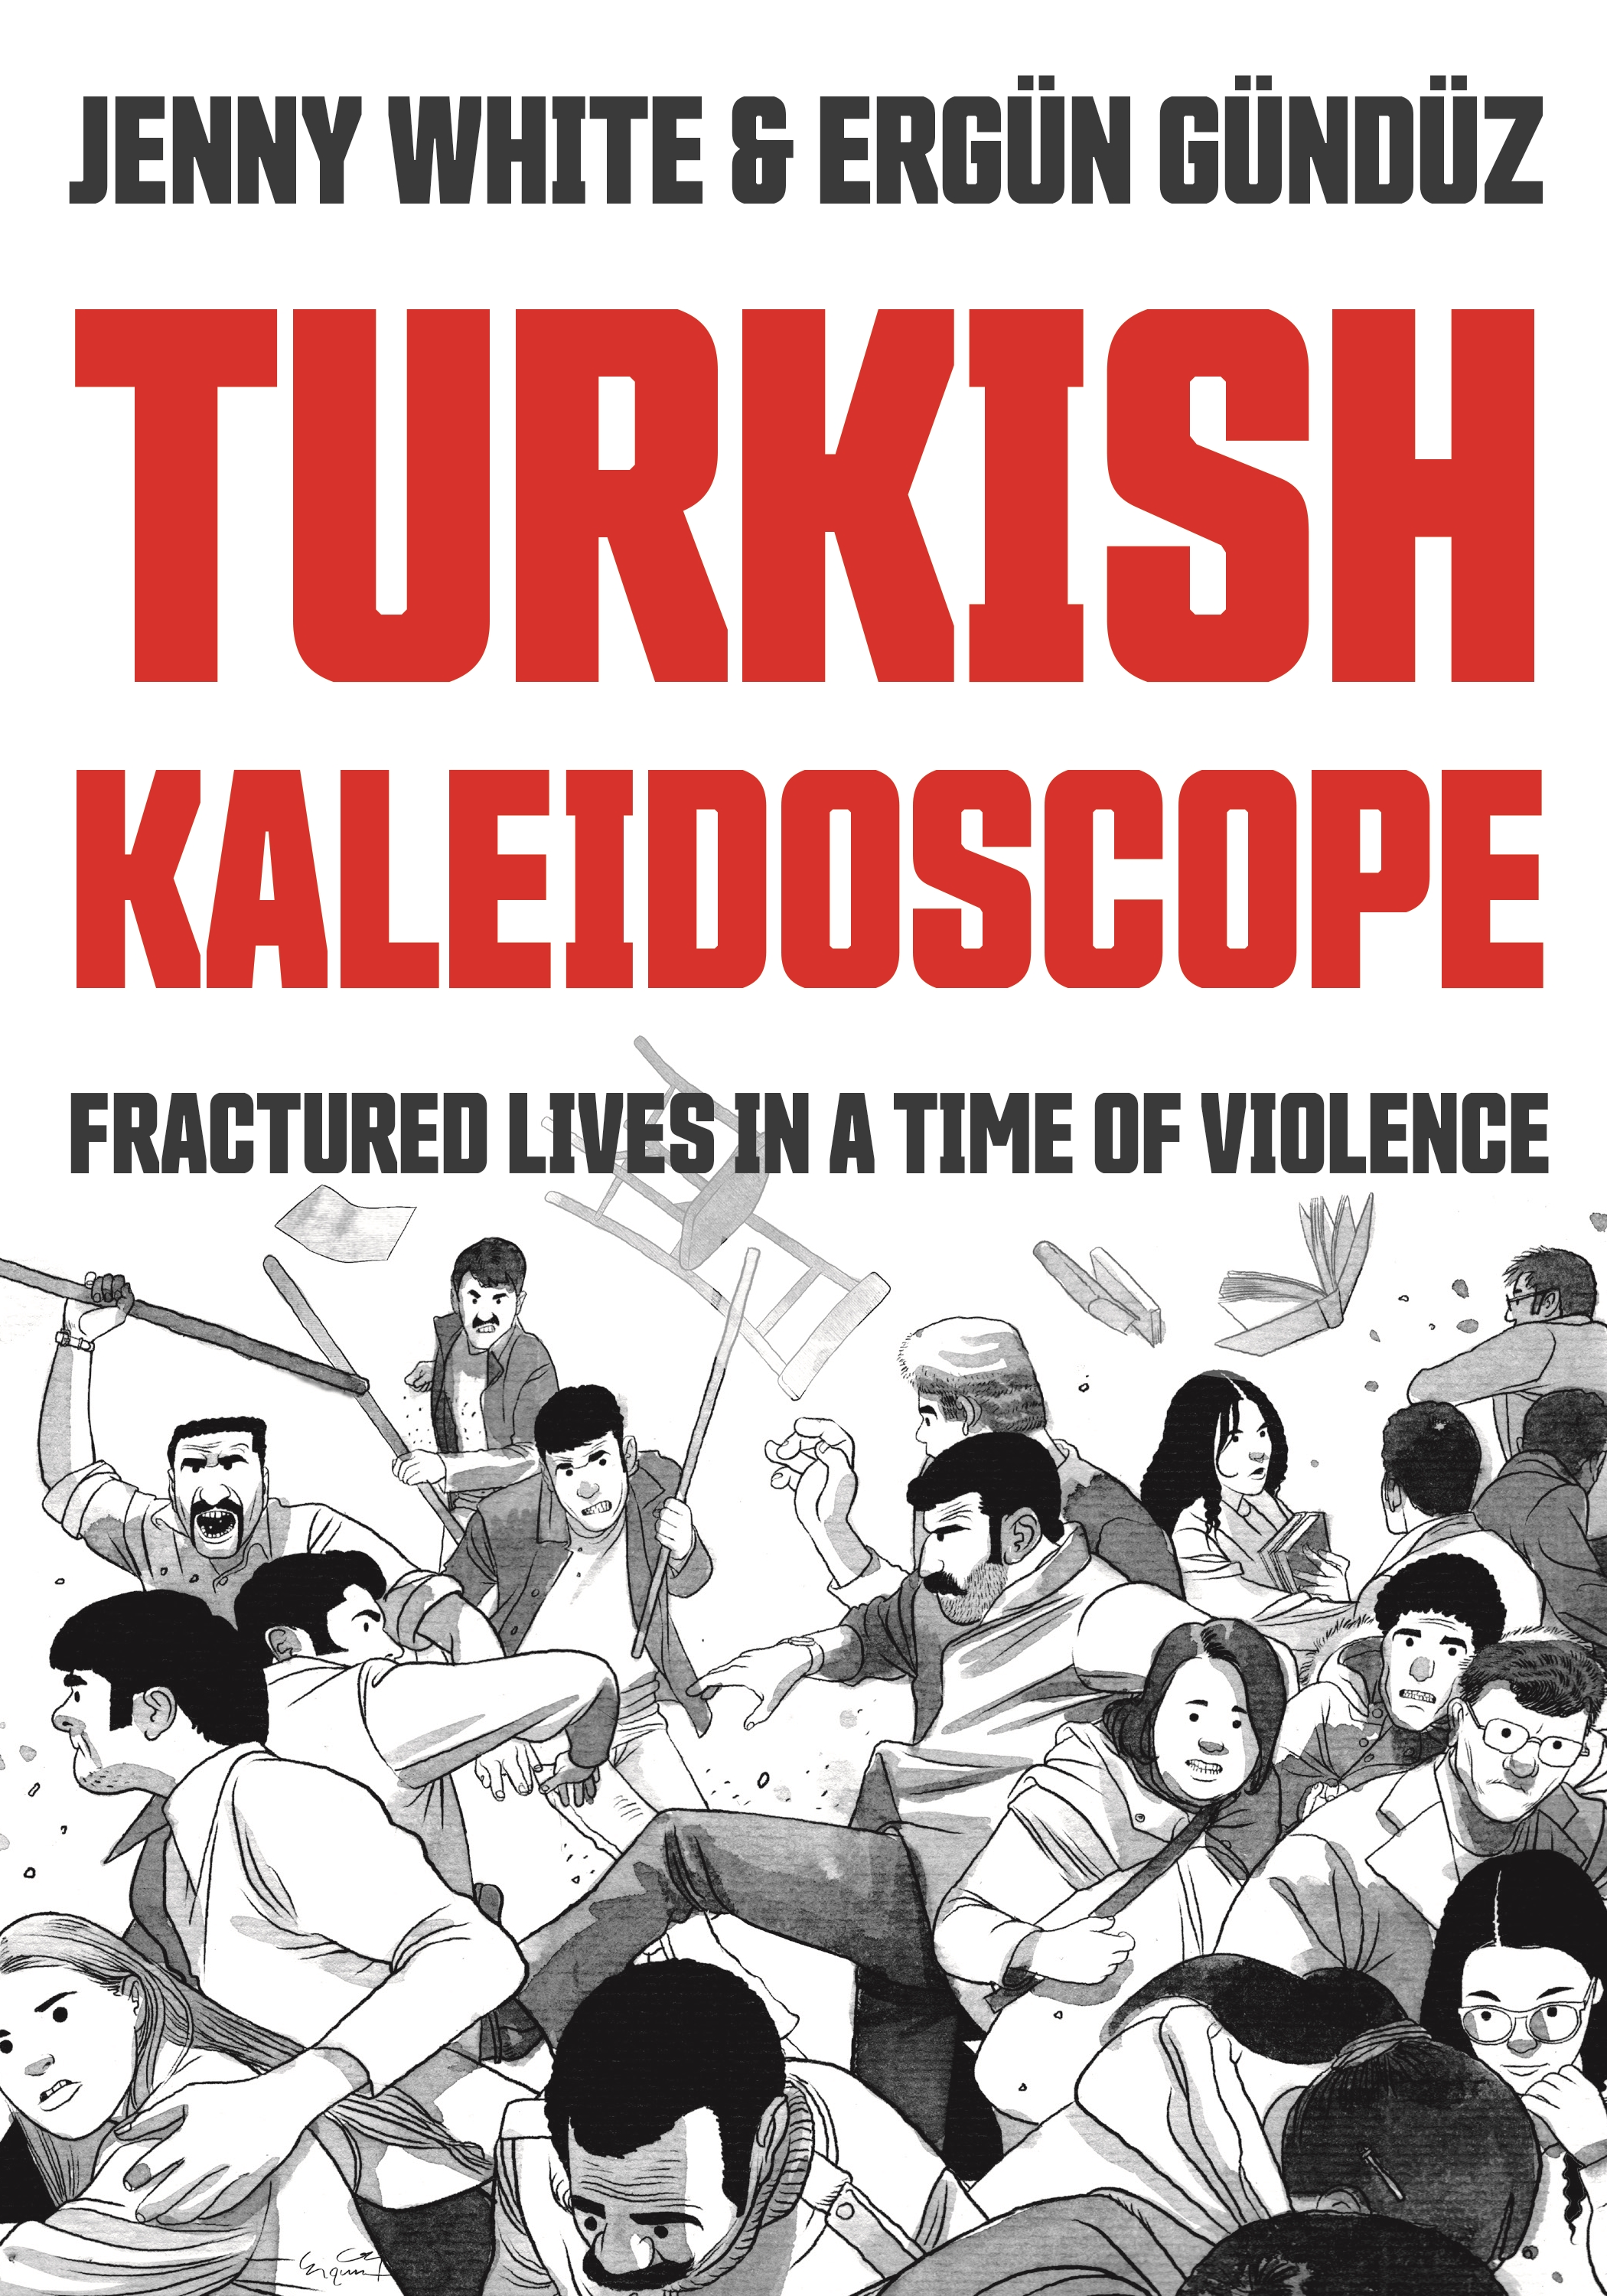 JENNY WHITE & ERGÜN GÜNDÜZ
TURKISH
KALEIDOSCOPE
FRACTURED LIVES IN A TIME OF VIOLENCE